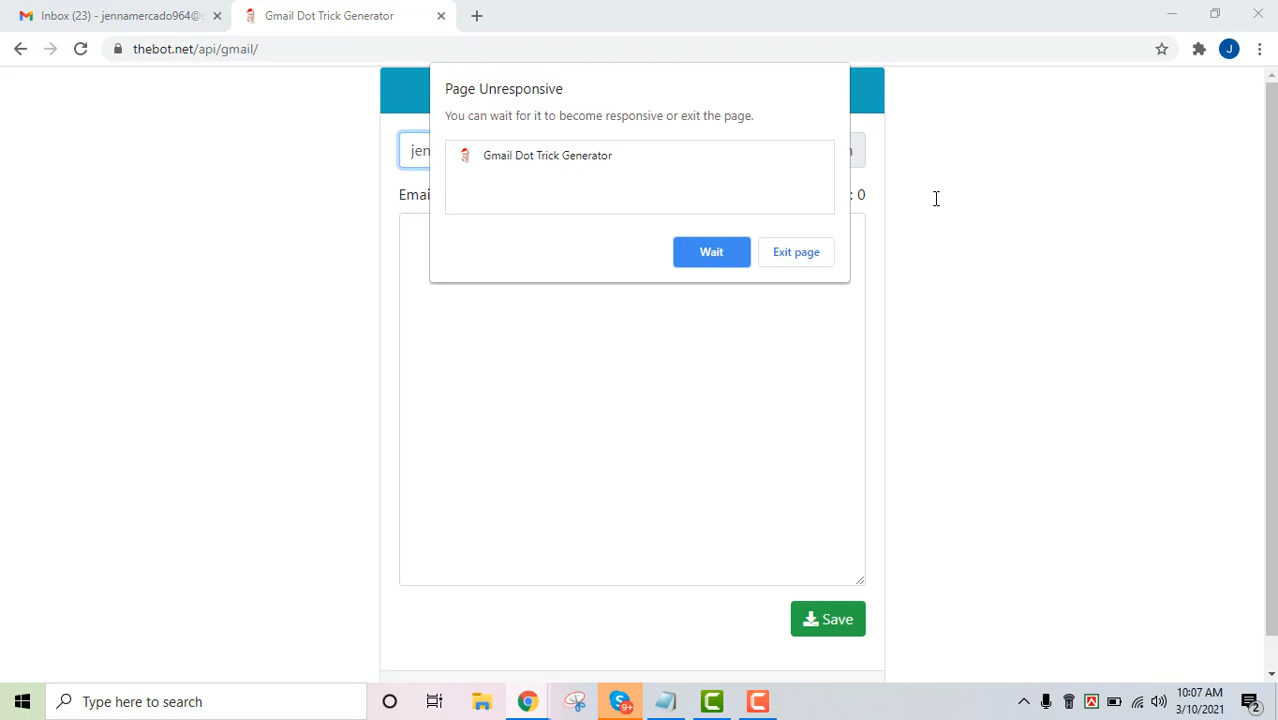 Inbox (23) - jennamercado964@
Gmail Dot Trick Generator
thebot.net/api/gmail/
J
Page Unresponsive
You can wait for it to become responsive or exit the page.
Gmail Dot Trick Generator
Wait
Exit page
jen
Emai
: 0
Save
Type here to search
9+
10:07 AM
3/10/2021
2